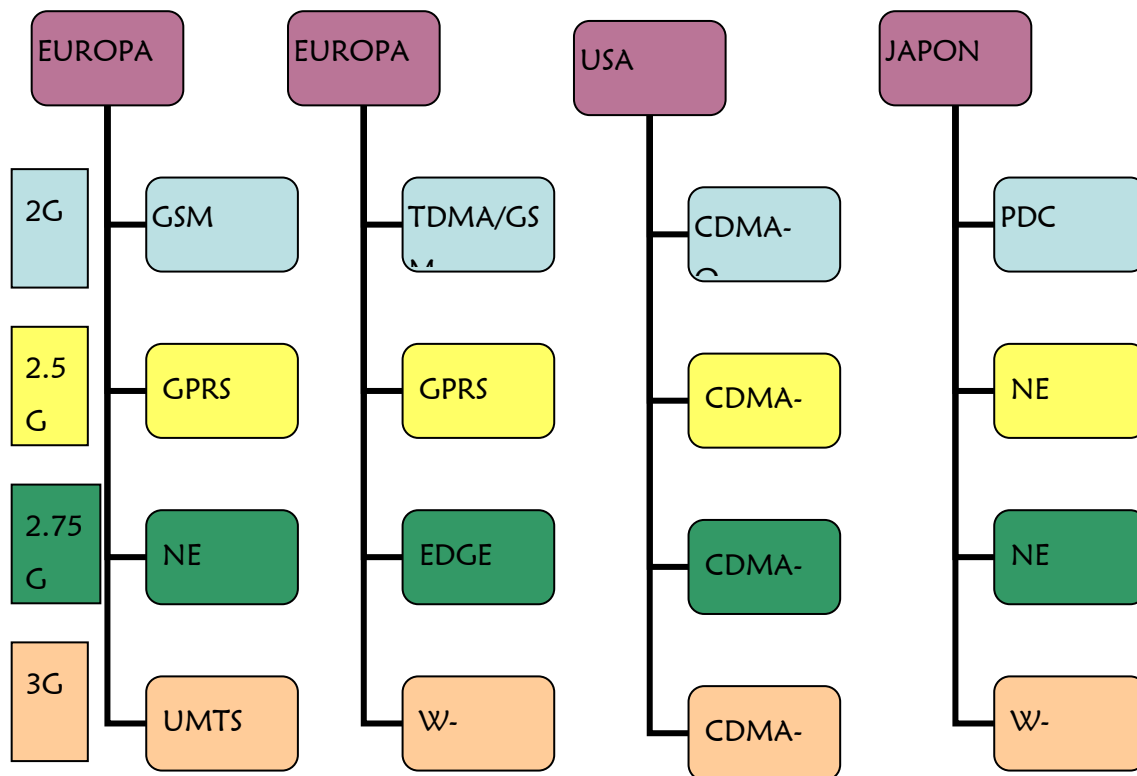 EUROPA
EUROPA
USA
JAPON
2G
GSM
TDMA/GS
CDMA-
PDC
2.5
G
GPRS
GPRS
CDMA-
NE
2.75
G
NE
EDGE
CDMA-
NE
3G
UMTS
W-
CDMA-
W-